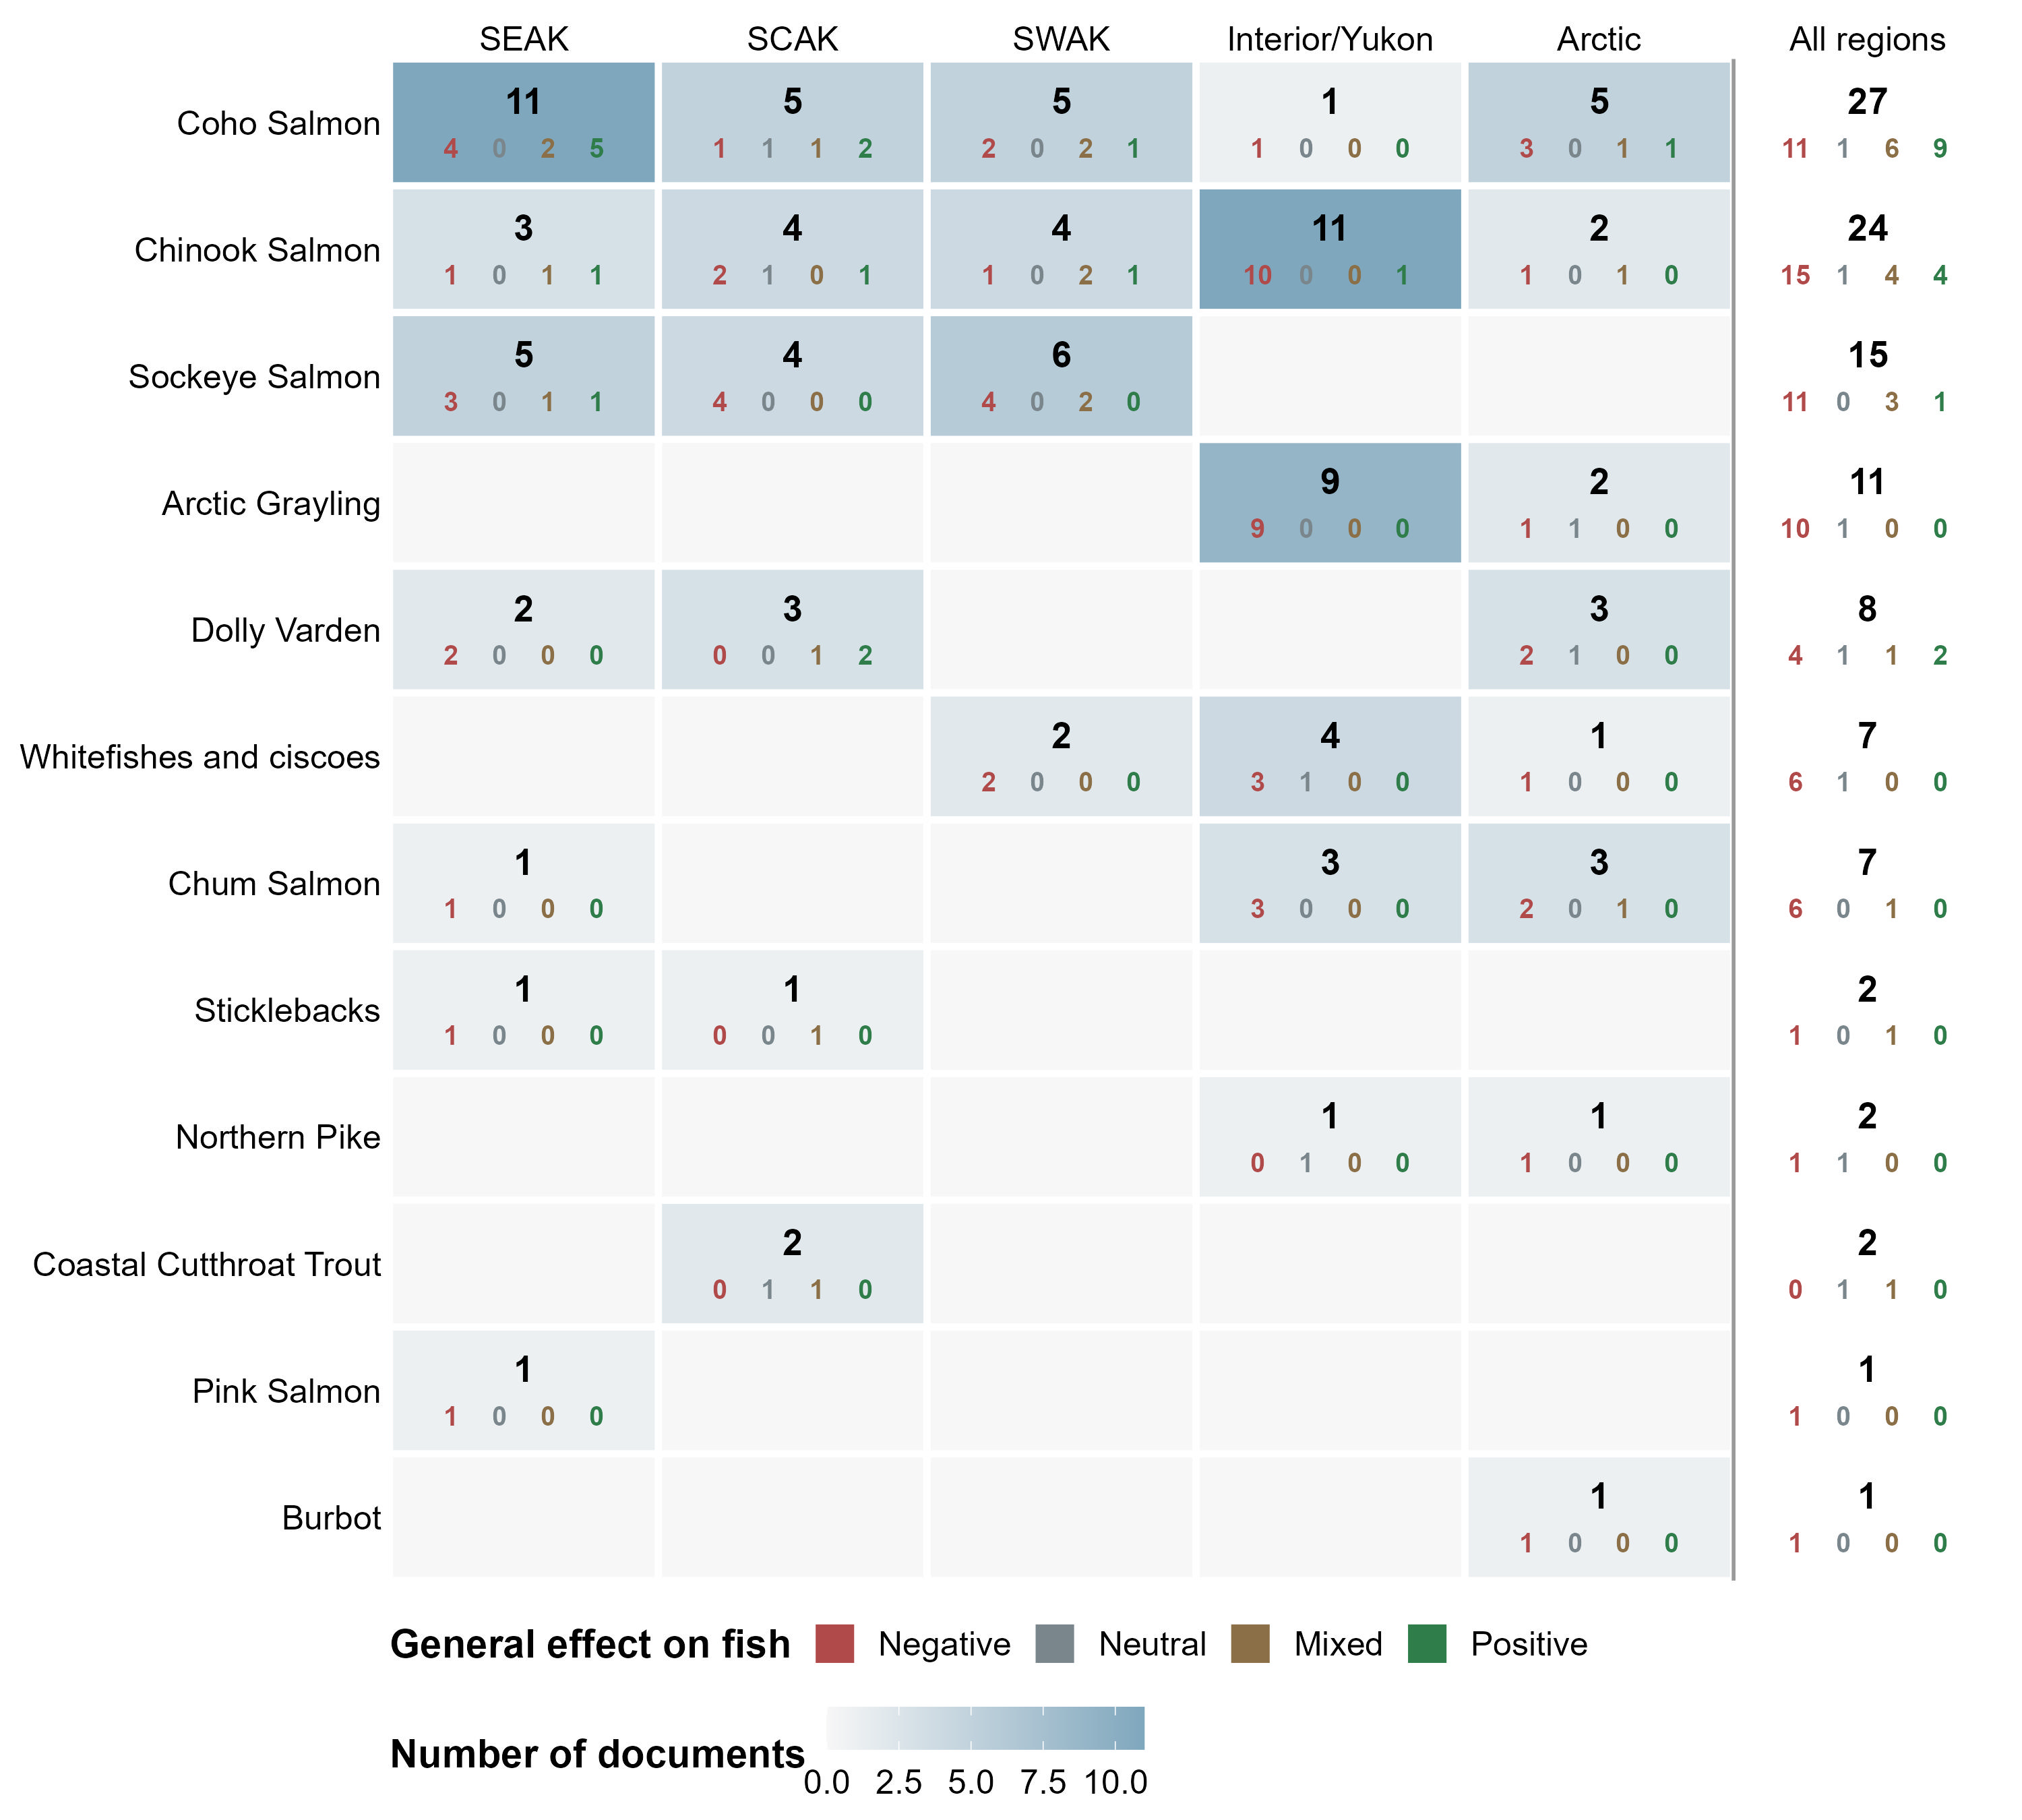 SEAK SCAK SWAK Interior/Yukon Arctic All regions
Coho Salmon 11 5 5 1 5 27
4 0 2 5 1 1 1 2 2 0 2 1 1 0 0 0 3 0 1 1 11 1 6 9
Chinook Salmon 3 4 4 11 2 24
1 0 1 1 2 1 0 1 1 0 2 1 10 0 0 1 1 0 1 0 15 1 4 4
Sockeye Salmon 5 4 6 15
3 0 1 1 4 0 0 0 4 0 2 0 11 0 3 1
Arctic Grayling 9 2 11
9 0 0 0 1 1 0 0 10 1 0 0
Dolly Varden 2 3 3 8
2 0 0 0 0 0 1 2 2 1 0 0 4 1 1 2
Whitefishes and ciscoes 2 4 1 7
2 0 0 0 3 1 0 0 1 0 0 0 6 1 0 0
Chum Salmon 1 3 3 7
1 0 0 0 3 0 0 0 2 0 1 0 6 0 1 0
Sticklebacks 1 1 2
1 0 0 0 0 0 1 0 1 0 1 0
Northern Pike 1 1 2
0 1 0 0 1 0 0 0 1 1 0 0
Coastal Cutthroat Trout 2 2
0 1 1 0 0 1 1 0
Pink Salmon 1 1
1 0 0 0 1 0 0 0
Burbot 1 1
1 0 0 0 1 0 0 0
General effect on fish Negative Neutral Mixed Positive
Number of documents
0.0 2.5 5.0 7.5 10.0